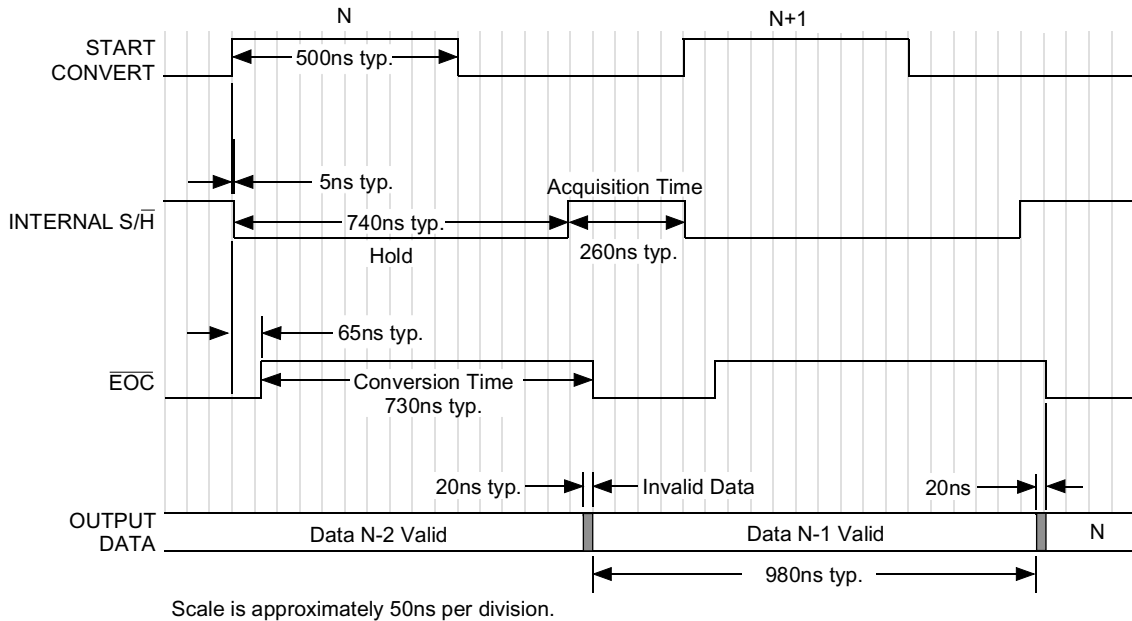 N
N+1
START
CONVERT
500ns typ.
5ns typ.
Acquisition Time
INTERNAL S/H̅
740ns typ.
Hold
260ns typ.
65ns typ.
E̅O̅C̅
Conversion Time
730ns typ.
20ns typ.
Invalid Data
20ns
OUTPUT
DATA
Data N-2 Valid
Data N-1 Valid
N
980ns typ.
Scale is approximately 50ns per division.